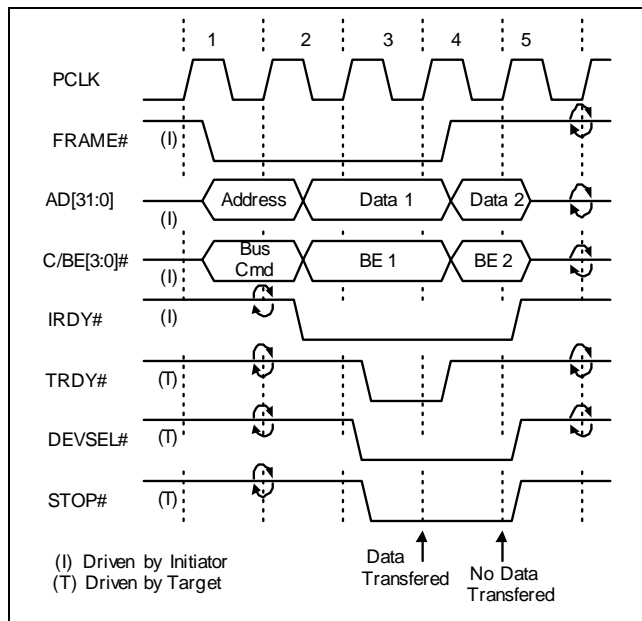 1 2 3 4 5
PCLK
FRAME# (I)
AD[31:0] (I) Address Data 1 Data 2
C/BE[3:0]# (I) Bus Cmd BE 1 BE 2
IRDY# (I)
TRDY# (T)
DEVSEL# (T)
STOP# (T)
(I) Driven by Initiator
(T) Driven by Target
Data
Transfered
No Data
Transfered